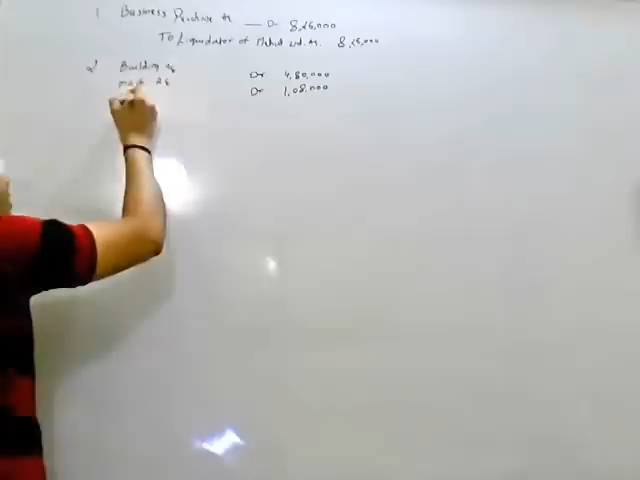 1 Business Purchase A/c — Dr 8,26,000
To Liquidator of Mehul Ltd. A/c 8,26,000
2) Building A/c Dr 4,80,000
Dr 1,08,000